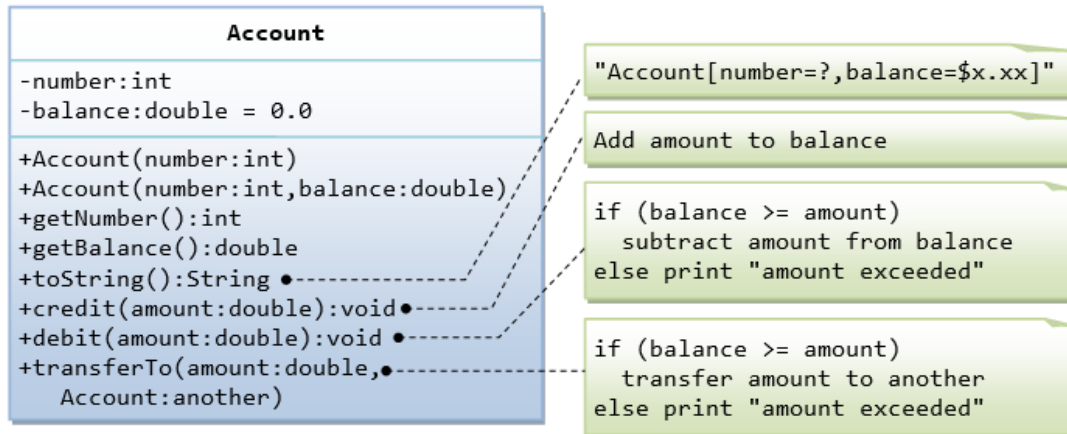 Account
-number:int
-balance:double = 0.0
+Account(number:int)
+Account(number:int,balance:double)
+getNumber():int
+getBalance():double
+toString():String
+credit(amount:double):void
+debit(amount:double):void
+transferTo(amount:double,
Account:another)
"Account[number=?,balance=$x.xx]"
Add amount to balance
if (balance >= amount)
subtract amount from balance
else print "amount exceeded"
if (balance >= amount)
transfer amount to another
else print "amount exceeded"